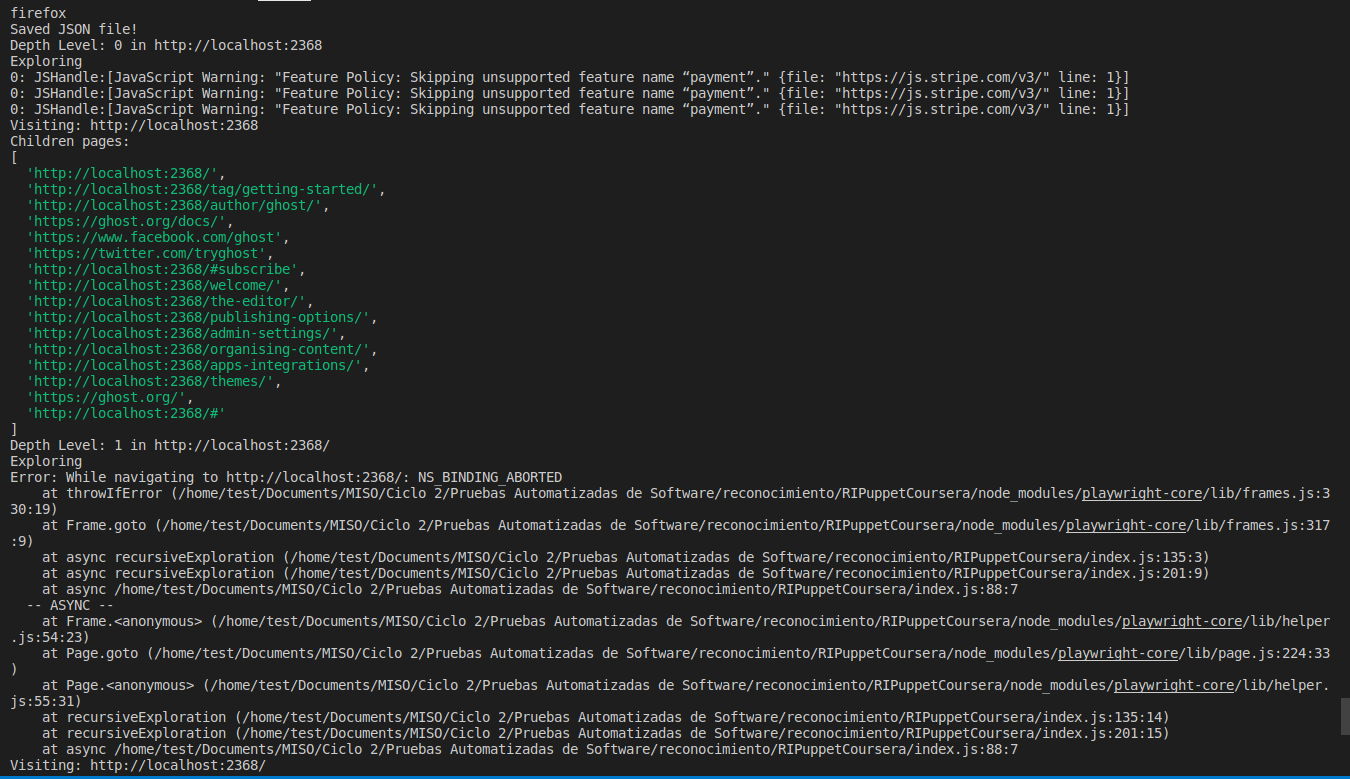 firefox
Saved JSON file!
Depth Level: 0 in http://localhost:2368
Exploring
0: JSHandle:[JavaScript Warning: "Feature Policy: Skipping unsupported feature name “payment”." {file: "https://js.stripe.com/v3/" line: 1}]
0: JSHandle:[JavaScript Warning: "Feature Policy: Skipping unsupported feature name “payment”." {file: "https://js.stripe.com/v3/" line: 1}]
0: JSHandle:[JavaScript Warning: "Feature Policy: Skipping unsupported feature name “payment”." {file: "https://js.stripe.com/v3/" line: 1}]
Visiting: http://localhost:2368
Children pages:
[
  'http://localhost:2368/',
  'http://localhost:2368/tag/getting-started/',
  'http://localhost:2368/author/ghost/',
  'https://ghost.org/docs/',
  'https://www.facebook.com/ghost',
  'https://twitter.com/tryghost',
  'http://localhost:2368/#subscribe',
  'http://localhost:2368/welcome/',
  'http://localhost:2368/the-editor/',
  'http://localhost:2368/publishing-options/',
  'http://localhost:2368/admin-settings/',
  'http://localhost:2368/organising-content/',
  'http://localhost:2368/apps-integrations/',
  'http://localhost:2368/themes/',
  'https://ghost.org/',
  'http://localhost:2368/#'
]
Depth Level: 1 in http://localhost:2368/
Exploring
Error: While navigating to http://localhost:2368/: NS_BINDING_ABORTED
    at throwIfError (/home/test/Documents/MISO/Ciclo 2/Pruebas Automatizadas de Software/reconocimiento/RIPuppetCoursera/node_modules/playwright-core/lib/frames.js:3
30:19)
    at Frame.goto (/home/test/Documents/MISO/Ciclo 2/Pruebas Automatizadas de Software/reconocimiento/RIPuppetCoursera/node_modules/playwright-core/lib/frames.js:317
:9)
    at async recursiveExploration (/home/test/Documents/MISO/Ciclo 2/Pruebas Automatizadas de Software/reconocimiento/RIPuppetCoursera/index.js:135:3)
    at async recursiveExploration (/home/test/Documents/MISO/Ciclo 2/Pruebas Automatizadas de Software/reconocimiento/RIPuppetCoursera/index.js:201:9)
    at async /home/test/Documents/MISO/Ciclo 2/Pruebas Automatizadas de Software/reconocimiento/RIPuppetCoursera/index.js:88:7
  -- ASYNC --
    at Frame.<anonymous> (/home/test/Documents/MISO/Ciclo 2/Pruebas Automatizadas de Software/reconocimiento/RIPuppetCoursera/node_modules/playwright-core/lib/helper
.js:54:23)
    at Page.goto (/home/test/Documents/MISO/Ciclo 2/Pruebas Automatizadas de Software/reconocimiento/RIPuppetCoursera/node_modules/playwright-core/lib/page.js:224:33
)
    at Page.<anonymous> (/home/test/Documents/MISO/Ciclo 2/Pruebas Automatizadas de Software/reconocimiento/RIPuppetCoursera/node_modules/playwright-core/lib/helper.
js:55:31)
    at recursiveExploration (/home/test/Documents/MISO/Ciclo 2/Pruebas Automatizadas de Software/reconocimiento/RIPuppetCoursera/index.js:135:14)
    at recursiveExploration (/home/test/Documents/MISO/Ciclo 2/Pruebas Automatizadas de Software/reconocimiento/RIPuppetCoursera/index.js:201:15)
    at async /home/test/Documents/MISO/Ciclo 2/Pruebas Automatizadas de Software/reconocimiento/RIPuppetCoursera/index.js:88:7
Visiting: http://localhost:2368/